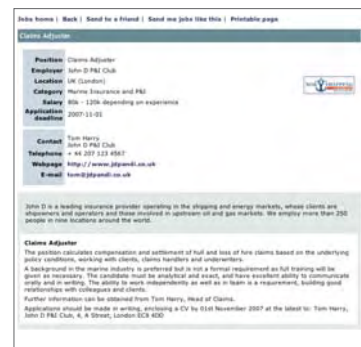 Jobs home | Back | Send to a friend | Send me jobs like this | Printable page
Claims Adjuster
Position Claims Adjuster
Employer John D P&I Club
Location UK (London)
Category Marine Insurance and P&I
Salary 80k - 120k depending on experience
Application deadline 2007-11-01
Contact Tom Harry
John D P&I Club
Telephone + 44 207 123 4567
Webpage http://www.jdpandi.co.uk
E-mail tom@jdpandi.co.uk
John D is a leading insurance provider operating in the shipping and energy markets, whose clients are
shipowners and operators and those involved in upstream oil and gas markets. We employ more than 250
people in nine locations around the world.
Claims Adjuster
The position calculates compensation and settlement of hull and loss of hire claims based on the underlying
policy conditions, working with clients, claims handlers and underwriters.
A background in the marine industry is preferred but is not a formal requirement as full training will be
given as necessary. The candidate must be analytical and exact, and have excellent ability to communicate
orally and in writing. The ability to work independently as well as in team is a requirement, building good
relationships with colleagues and clients.
Further information can be obtained from Tom Harry, Head of Claims.
Applications should be made in writing, enclosing a CV by 01st November 2007 at the latest to: Tom Harry,
John D P&I Club, 4, A Street, London EC9 4DD